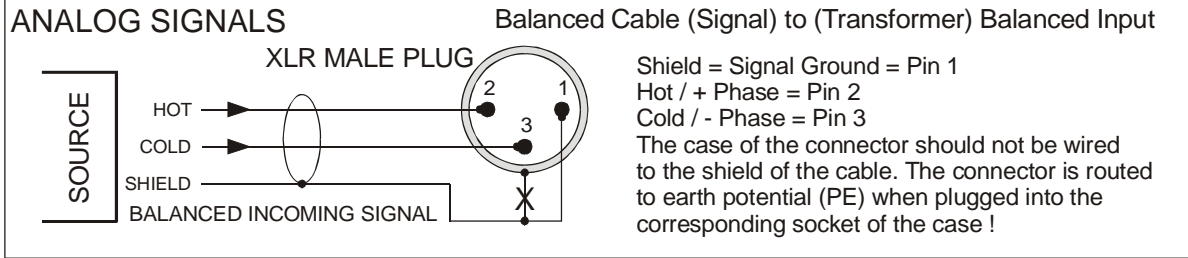 ANALOG SIGNALS
Balanced Cable (Signal) to (Transformer) Balanced Input
XLR MALE PLUG
SOURCE
HOT
COLD
SHIELD
BALANCED INCOMING SIGNAL
2
1
3
X
Shield = Signal Ground = Pin 1
Hot / + Phase = Pin 2
Cold / - Phase = Pin 3
The case of the connector should not be wired
to the shield of the cable. The connector is routed
to earth potential (PE) when plugged into the
corresponding socket of the case !